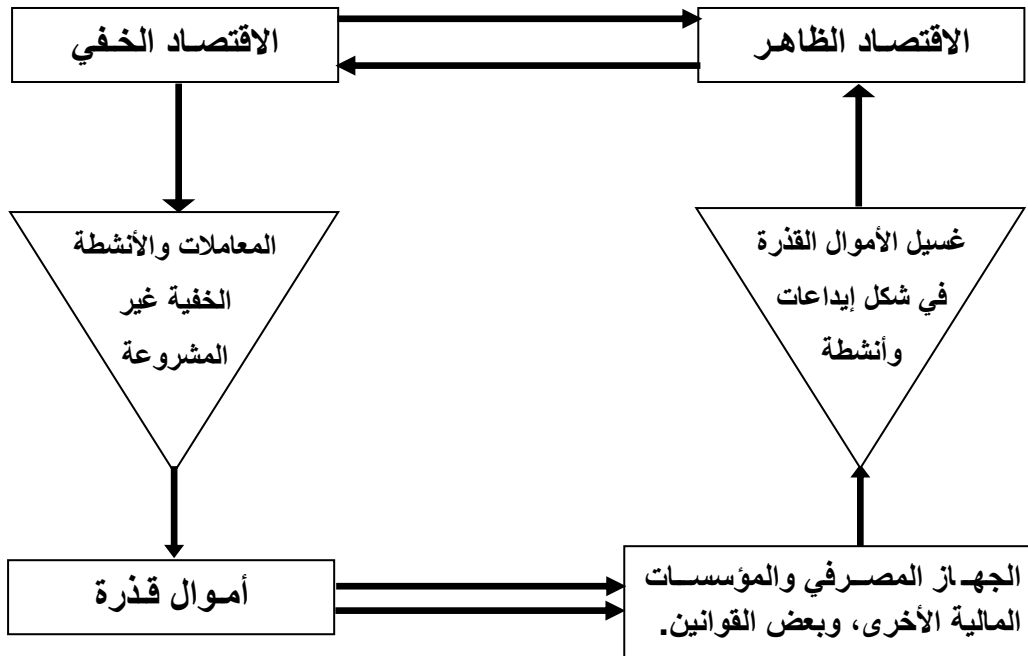 الاقتصاد الظاهر
الاقتصاد الخفي
غسيل الأموال القذرة
في شكل إيداعات
وأنشطة
المعاملات والأنشطة
الخفية غير
المشروعة
الجهاز المصرفي والمؤسسات
المالية الأخرى، وبعض القوانين.
أموال قذرة